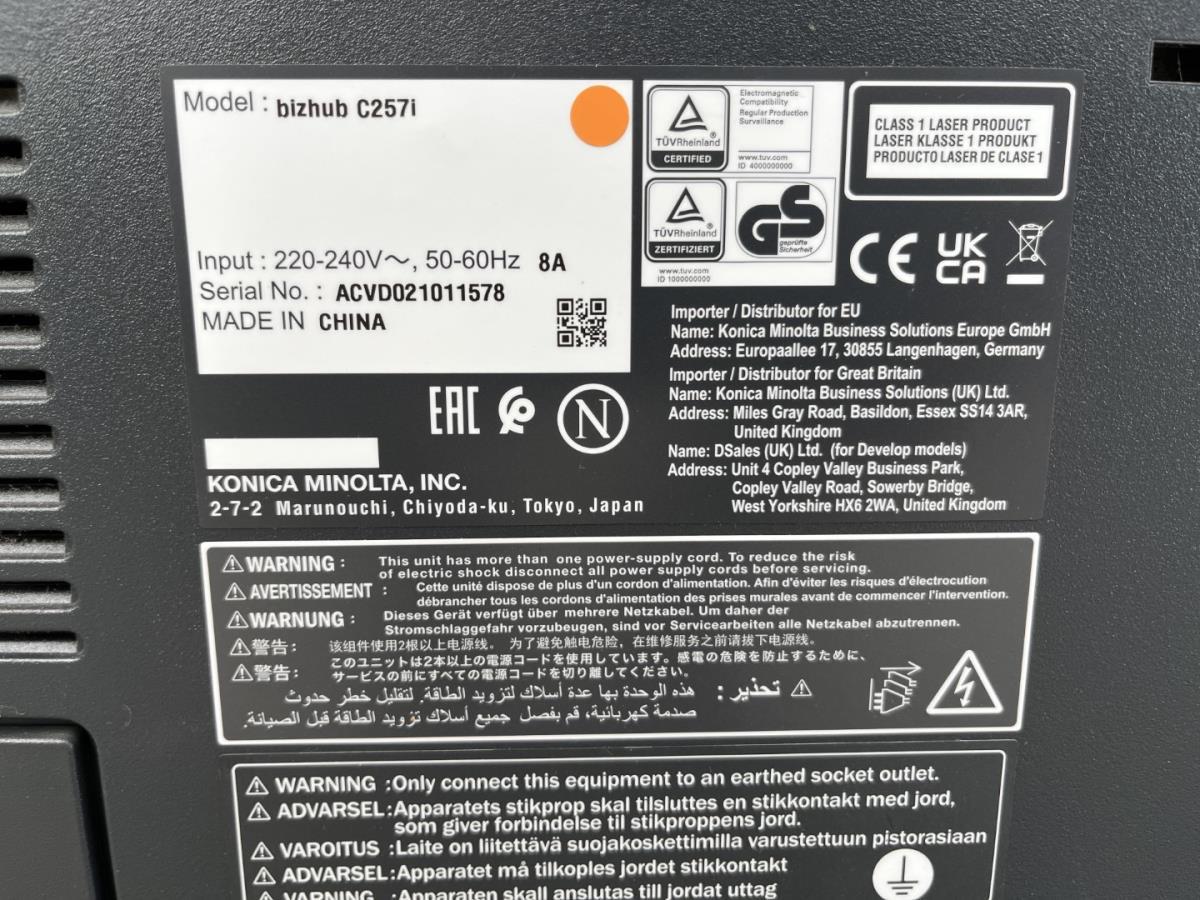 Model : bizhub C257i
Input : 220-240V～, 50-60Hz 8A
Serial No. : ACVD021011578
MADE IN CHINA
TÜVRheinland®
CERTIFIED
Electromagnetic
Compatibility
Regular Production
Surveillance
www.tuv.com
ID 4000000000
TÜVRheinland
ZERTIFIZIERT
GS
geprüfte
Sicherheit
www.tuv.com
ID 1000000000
CLASS 1 LASER PRODUCT
LASER KLASSE 1 PRODUKT
PRODUCTO LASER DE CLASE 1
CE
UK
CA
Importer / Distributor for EU
Name: Konica Minolta Business Solutions Europe GmbH
Address: Europaallee 17, 30855 Langenhagen, Germany
Importer / Distributor for Great Britain
Name: Konica Minolta Business Solutions (UK) Ltd.
Address: Miles Gray Road, Basildon, Essex SS14 3AR,
United Kingdom
Name: DSales (UK) Ltd. (for Develop models)
Address: Unit 4 Copley Valley Business Park,
Copley Valley Road, Sowerby Bridge,
West Yorkshire HX6 2WA, United Kingdom
EAC
N
KONICA MINOLTA, INC.
2-7-2 Marunouchi, Chiyoda-ku, Tokyo, Japan
WARNING : This unit has more than one power-supply cord. To reduce the risk
of electric shock disconnect all power supply cords before servicing.
AVERTISSEMENT : Cette unité dispose de plus d'un cordon d'alimentation. Afin d'éviter les risques d'électrocution
débrancher tous les cordons d'alimentation des prises murales avant de commencer l'intervention.
WARNUNG : Dieses Gerät verfügt über mehrere Netzkabel. Um daher der
Stromschlaggefahr vorzubeugen, sind vor Servicearbeiten alle Netzkabel abzutrennen.
警告： 该组件使用2根以上电源线。 为了避免触电危险，在维修服务之前请拔下电源线。
警告： このユニットは2本以上の電源コードを使用しています。感電の危険を防止するために、
サービスの前にすべての電源コードを切り離してください。
تحذير : هذه الوحدة بها عدة أسلاك لتزويد الطاقة. لتقليل خطر حدوث
صدمة كهربائية، قم بفصل جميع أسلاك تزويد الطاقة قبل الصيانة.
WARNING :Only connect this equipment to an earthed socket outlet.
ADVARSEL:Apparatets stikprop skal tilsluttes en stikkontakt med jord,
som giver forbindelse til stikproppens jord.
VAROITUS :Laite on liitettävä suojakoskettimilla varustettuun pistorasiaan
ADVARSEL:Apparatet må tilkoples jordet stikkontakt
VARNING :Apparaten skall anslutas till jordat uttag